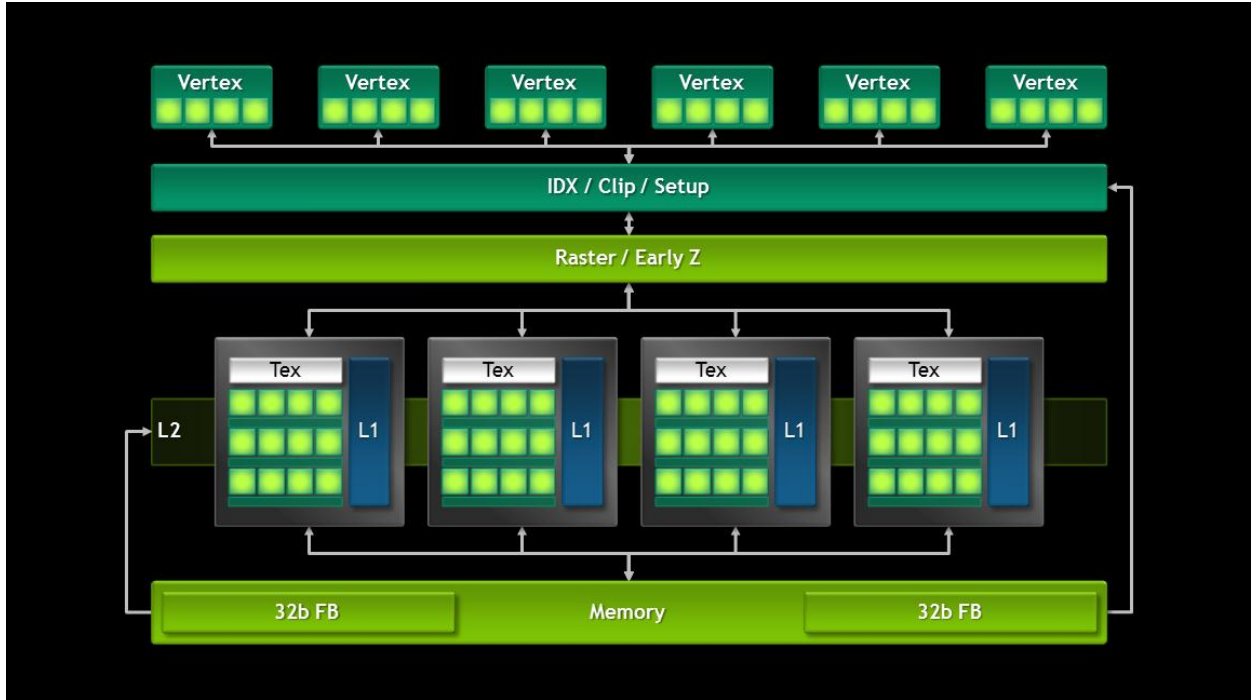 Vertex Vertex Vertex Vertex Vertex Vertex
IDX / Clip / Setup
Raster / Early Z
Tex Tex Tex Tex
L2 L1 L1 L1 L1
32b FB Memory 32b FB